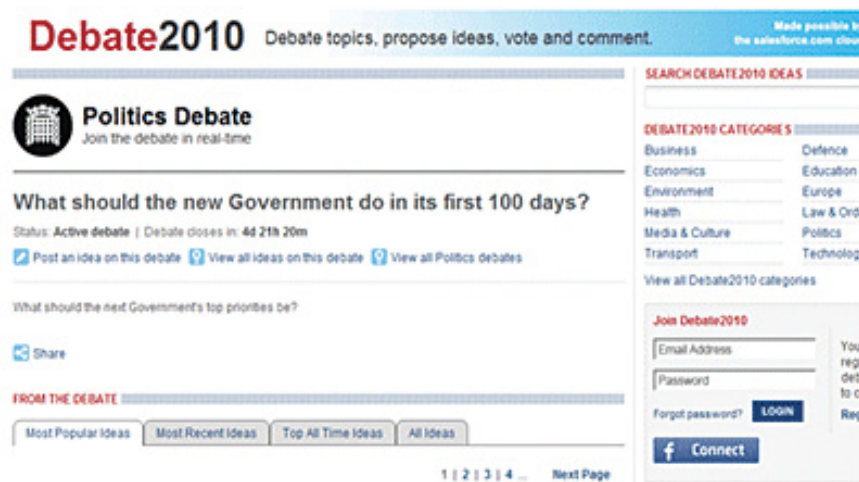 Debate2010 Debate topics, propose ideas, vote and comment.
Made possible
the salesforce.com
Politics Debate
Join the debate in real-time
What should the new Government do in its first 100 days?
Status: Active debate | Debate closes in: 4d 21h 20m
Post an idea on this debate View all ideas on this debate View all Politics debates
What should the next Government's top priorities be?
Share
FROM THE DEBATE
Most Popular Ideas Most Recent Ideas Top All Time Ideas All Ideas
1 | 2 | 3 | 4 ... Next Page
SEARCH DEBATE2010 IDEAS
DEBATE2010 CATEGORIES
Business Defence
Economics Education
Environment Europe
Health Law &
Media & Culture Politics
Transport
View all Debate2010 categories
Join Debate2010
Email Address
Password
Forgot password? LOGIN
f Connect